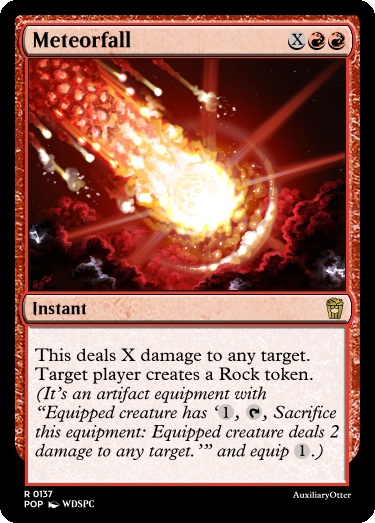 Meteorfall X
Instant
This deals X damage to any target.
Target player creates a Rock token.
(It's an artifact equipment with
“Equipped creature has ‘1, , Sacrifice
this equipment: Equipped creature deals 2
damage to any target.’” and equip 1.)
R 0137
POP WDSPC
AuxiliaryOtter